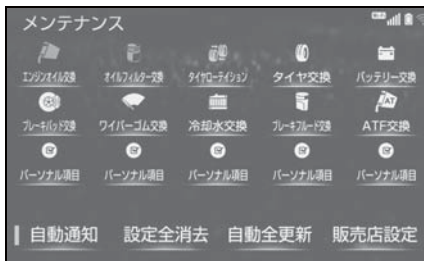 メンテナンス
エンジンオイル交換 オイルフィルター交換 タイヤローテイション タイヤ交換 バッテリー交換
ブレーキパッド交換 ワイパーゴム交換 冷却水交換 ブレーキフルード交換 ATF交換
パーソナル項目 パーソナル項目 パーソナル項目 パーソナル項目 パーソナル項目
自動通知 設定全消去 自動全更新 販売店設定